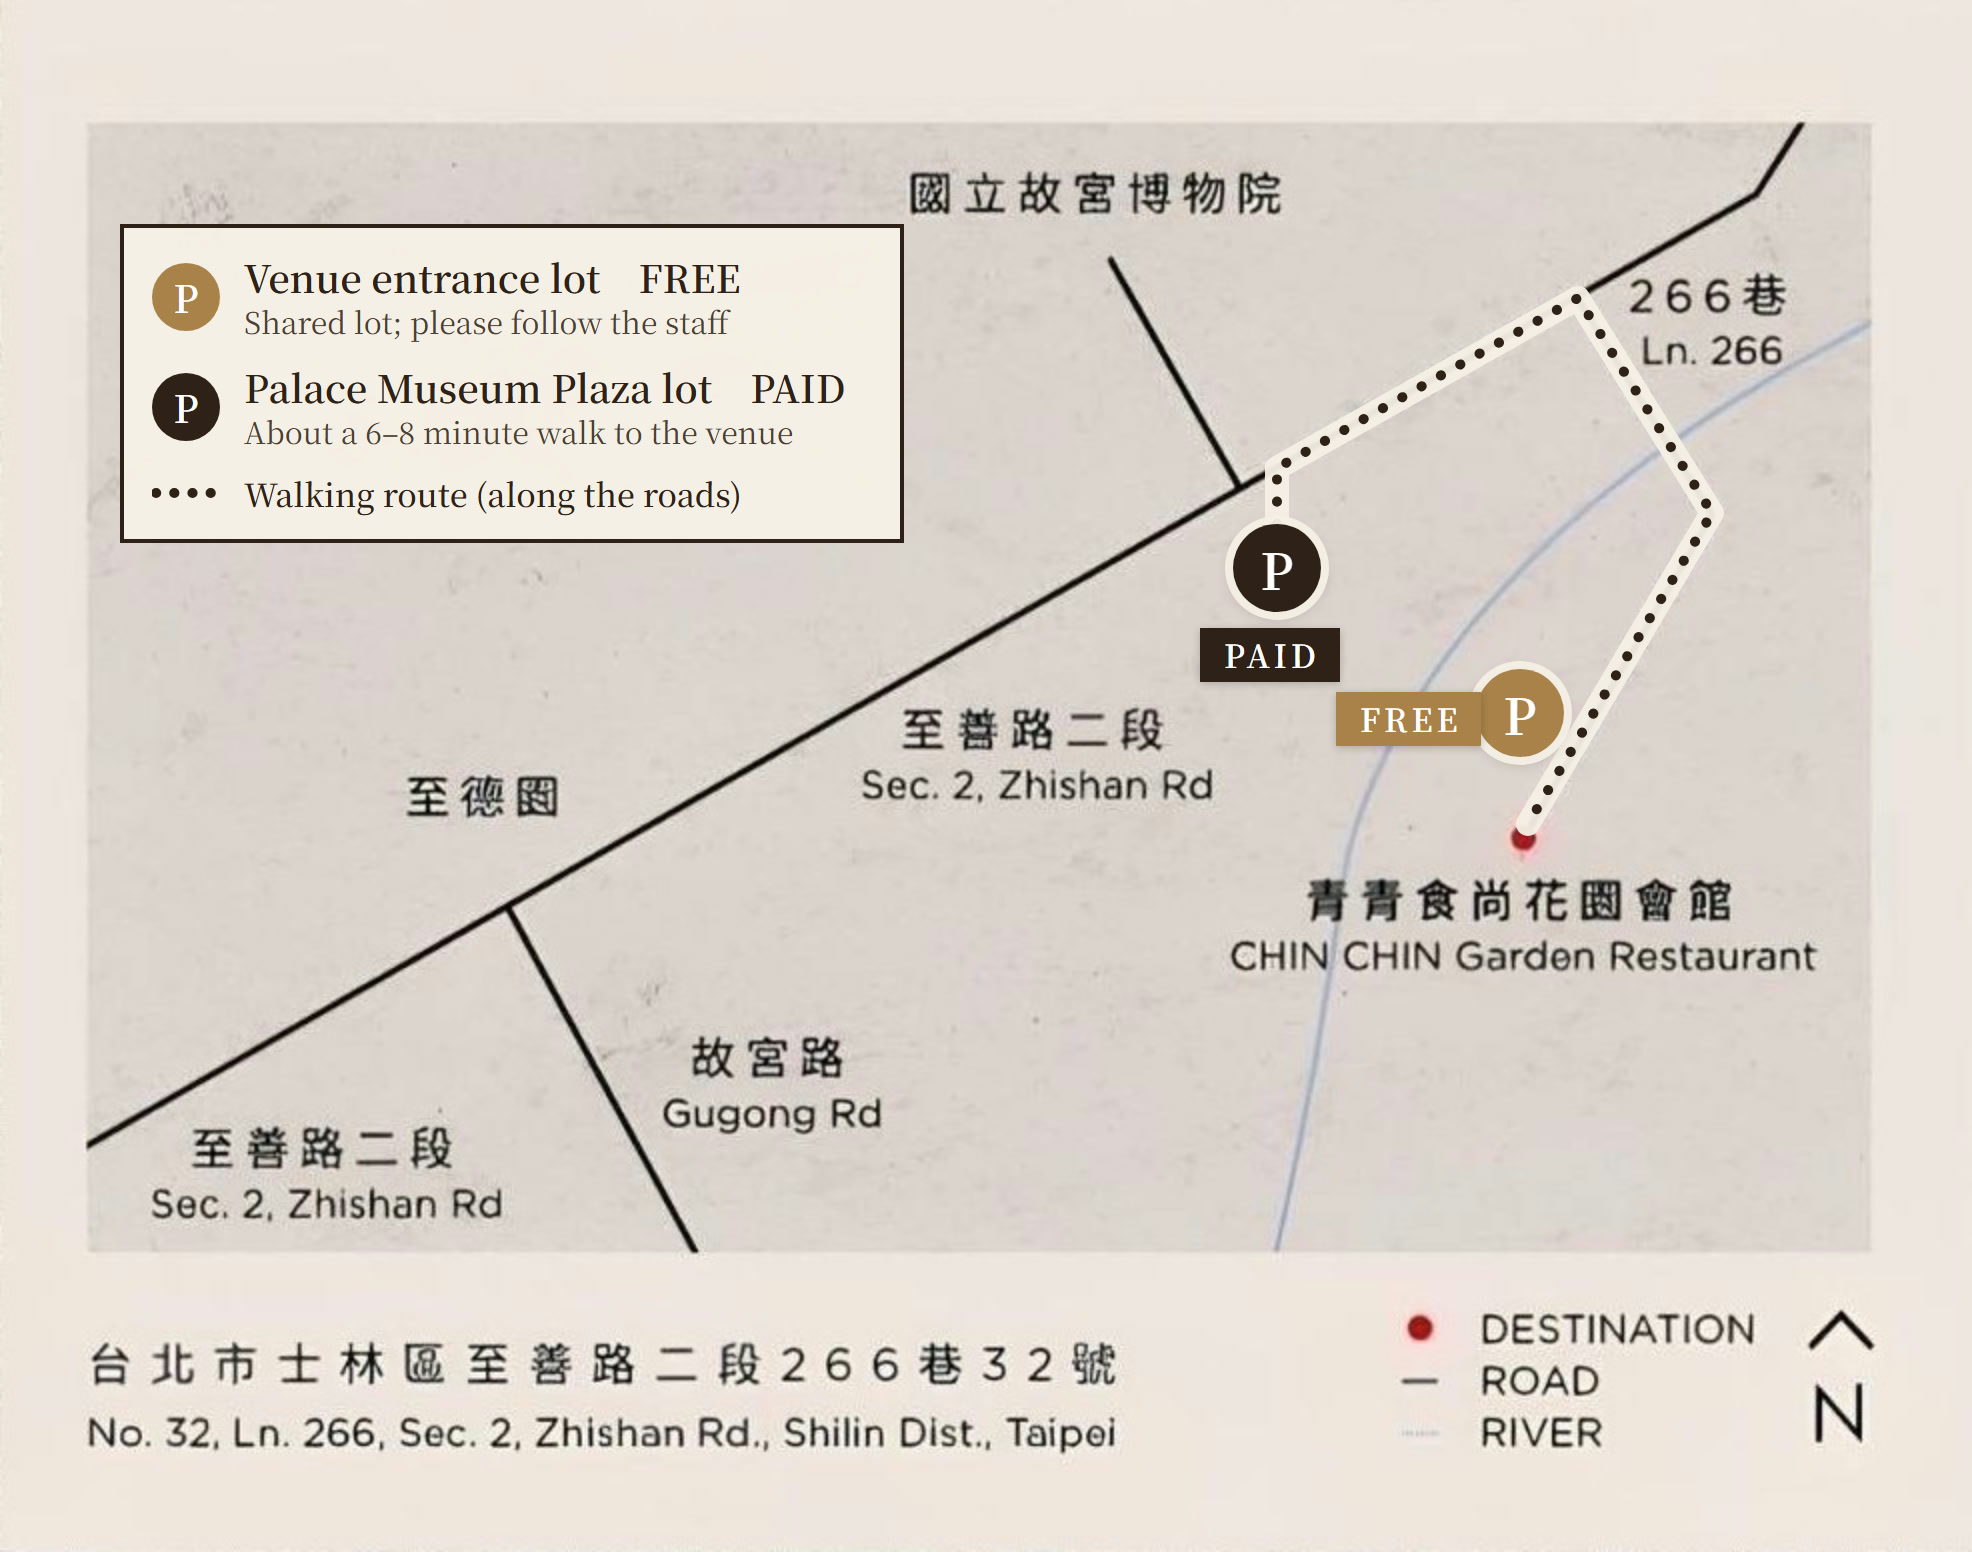 國立故宮博物院
P Venue entrance lot FREE
Shared lot; please follow the staff
P Palace Museum Plaza lot PAID
About a 6–8 minute walk to the venue
Walking route (along the roads)
266巷
Ln. 266
P
PAID
FREE P
至善路二段
Sec. 2, Zhishan Rd
至德園
青青食尚花園會館
CHIN CHIN Garden Restaurant
故宮路
Gugong Rd
至善路二段
Sec. 2, Zhishan Rd
台北市士林區至善路二段266巷32號
No. 32, Ln. 266, Sec. 2, Zhishan Rd., Shilin Dist., Taipei
DESTINATION
ROAD
RIVER
N